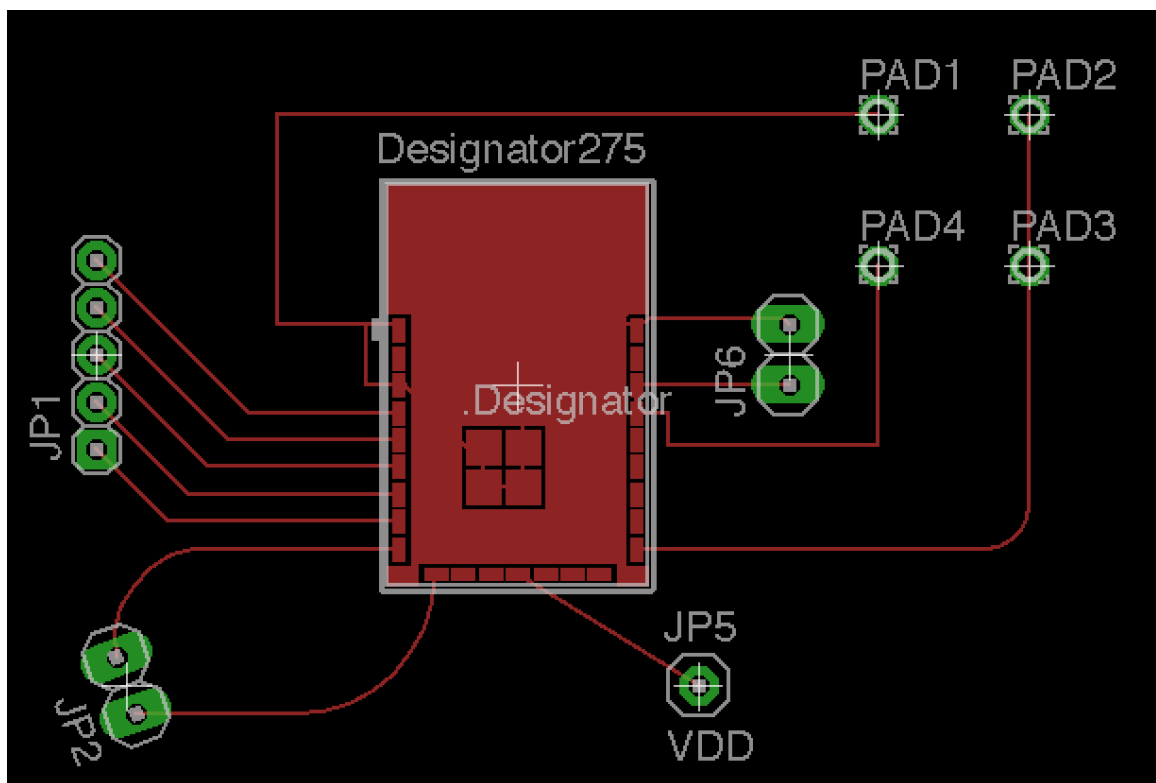 PAD1
PAD2
Designator275
PAD4
PAD3
JP1
JP6
.Designator
JP5
JP2
VDD